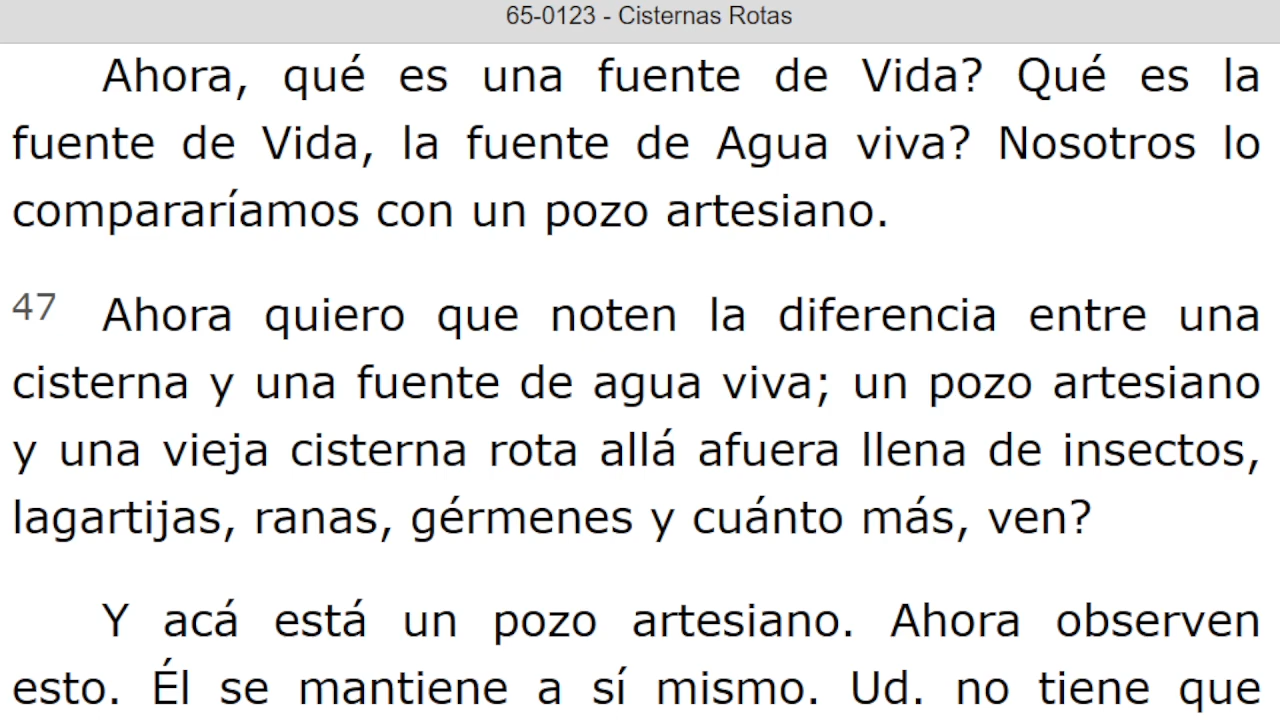 65-0123 - Cisternas Rotas
Ahora, qué es una fuente de Vida? Qué es la
fuente de Vida, la fuente de Agua viva? Nosotros lo
compararíamos con un pozo artesiano.
47 Ahora quiero que noten la diferencia entre una
cisterna y una fuente de agua viva; un pozo artesiano
y una vieja cisterna rota allá afuera llena de insectos,
lagartijas, ranas, gérmenes y cuánto más, ven?
Y acá está un pozo artesiano. Ahora observen
esto. Él se mantiene a sí mismo. Ud. no tiene que